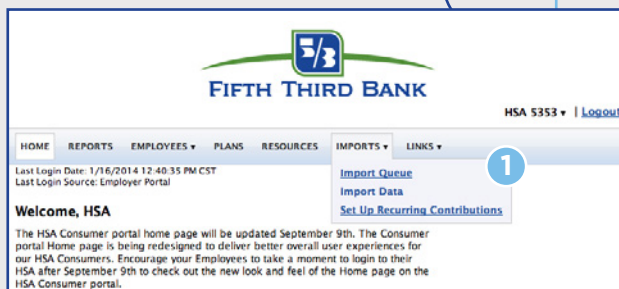 5/3
FIFTH THIRD BANK
HSA 5353 ▾ | Logout
HOME REPORTS EMPLOYEES ▾ PLANS RESOURCES IMPORTS ▾ LINKS ▾
Last Login Date: 1/16/2014 12:40:35 PM CST
Last Login Source: Employer Portal
Import Queue
Import Data
Set Up Recurring Contributions
1
Welcome, HSA
The HSA Consumer portal home page will be updated September 9th. The Consumer
portal Home page is being redesigned to deliver better overall user experiences for
our HSA Consumers. Encourage your Employees to take a moment to login to their
HSA after September 9th to check out the new look and feel of the Home page on the
HSA Consumer portal.